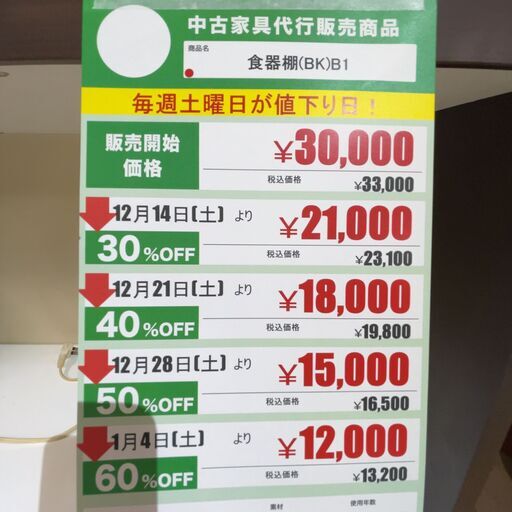 中古家具代行販売商品
商品名
食器棚(BK)B1
毎週土曜日が値下り日！
販売開始
価格
¥30,000
税込価格 ¥33,000
12月14日(土) より
30%OFF
¥21,000
税込価格 ¥23,100
12月21日(土) より
40%OFF
¥18,000
税込価格 ¥19,800
12月28日(土) より
50%OFF
¥15,000
税込価格 ¥16,500
1月4日(土) より
60%OFF
¥12,000
税込価格 ¥13,200
素材 使用年数